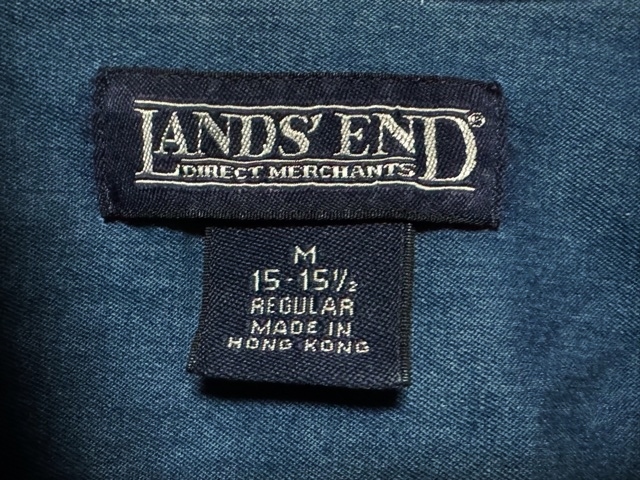 LANDS' END®
DIRECT MERCHANTS
M
15-15½
REGULAR
MADE IN
HONG KONG